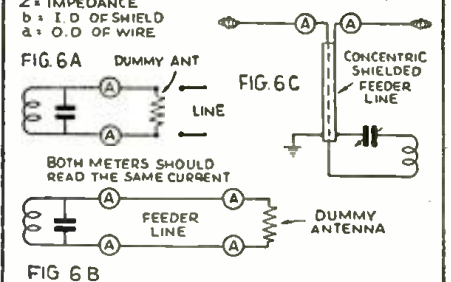 Z = IMPEDANCE
b = I.D OF SHIELD
a = O.D OF WIRE
FIG. 6A
DUMMY ANT
A
A
LINE
BOTH METERS SHOULD
READ THE SAME CURRENT
A
A
FEEDER
LINE
A
A
DUMMY
ANTENNA
FIG 6B
A
A
FIG. 6C
CONCENTRIC
SHIELDED
FEEDER
LINE